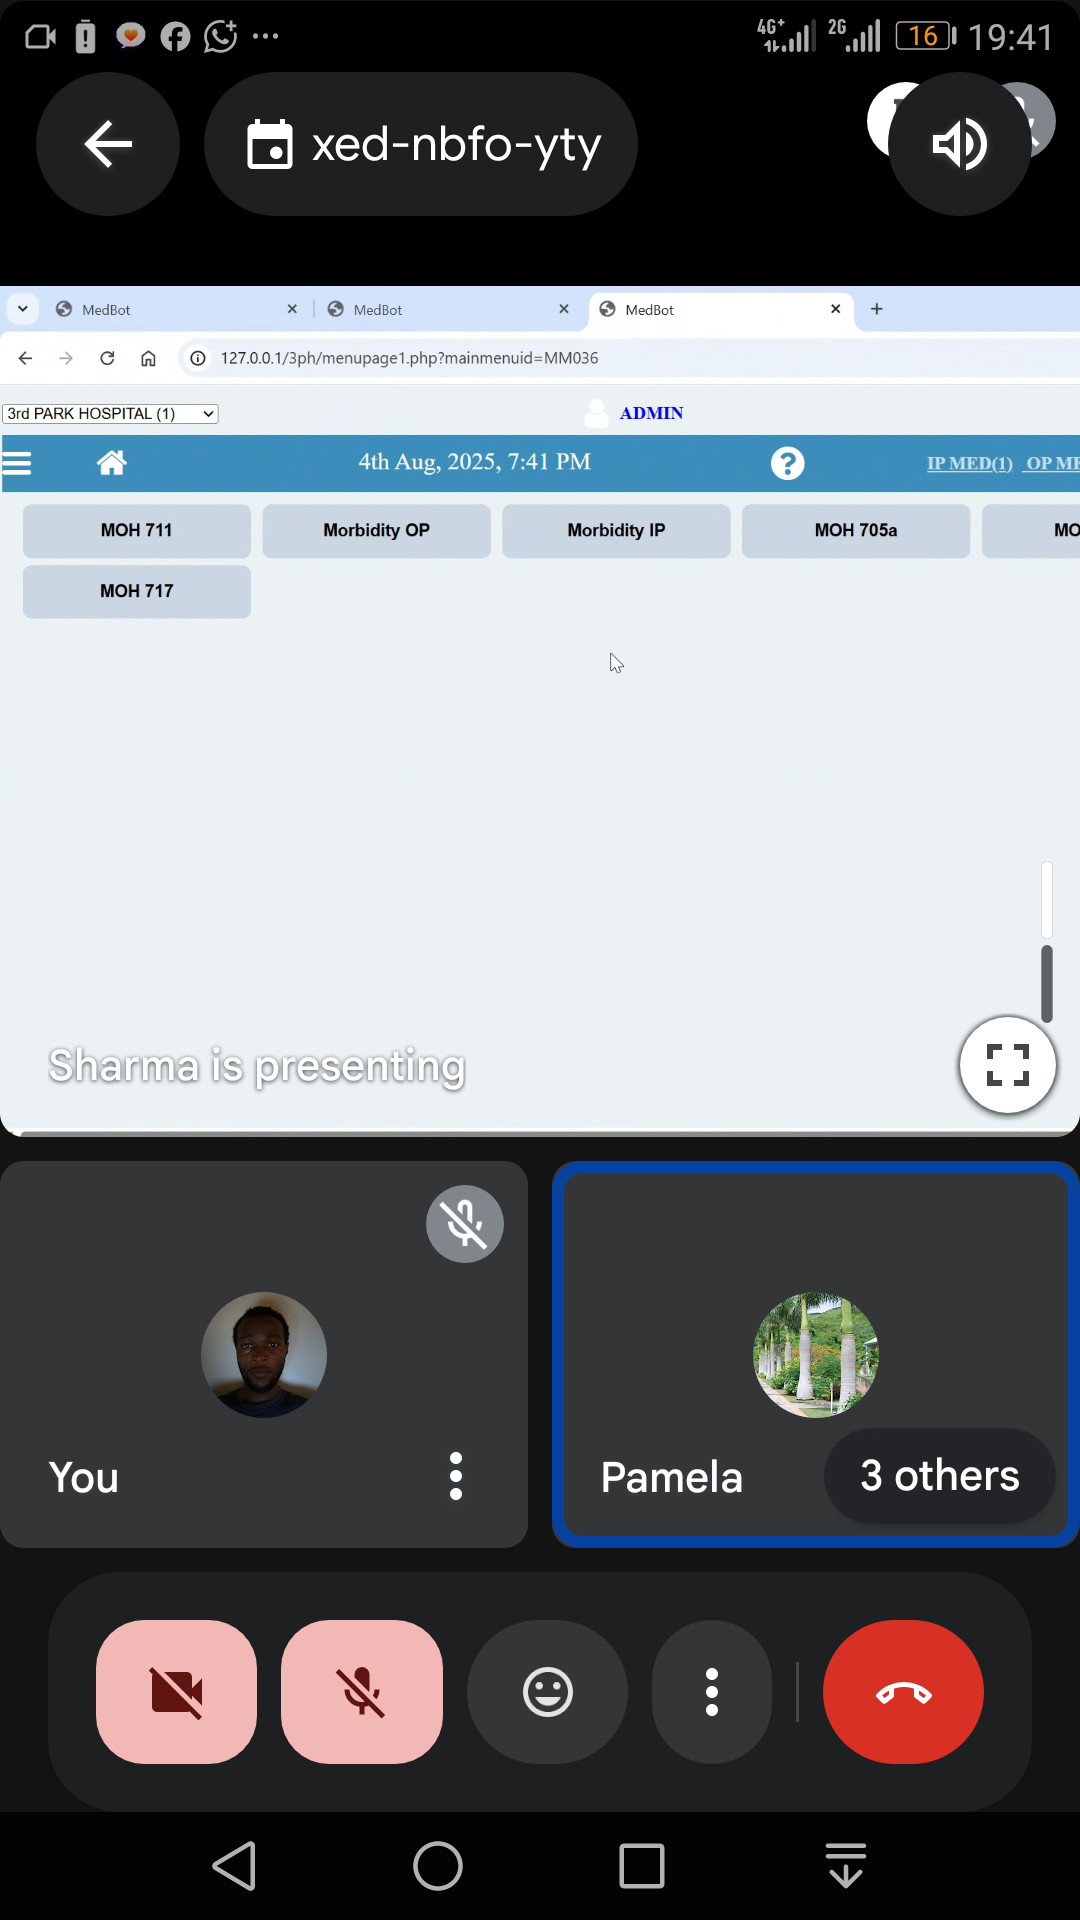 4G+ 2G 16 19:41
xed-nbfo-yty
MedBot MedBot MedBot
127.0.0.1/3ph/menupage1.php?mainmenuid=MM036
3rd PARK HOSPITAL (1) ADMIN
4th Aug, 2025, 7:41 PM IP MED(1) OP ME
MOH 711 Morbidity OP Morbidity IP MOH 705a MO
MOH 717
Sharma is presenting
You Pamela 3 others